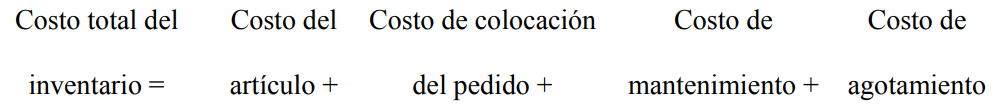 Costo total del Costo del Costo de colocación Costo de Costo de
inventario = artículo + del pedido + mantenimiento + agotamiento